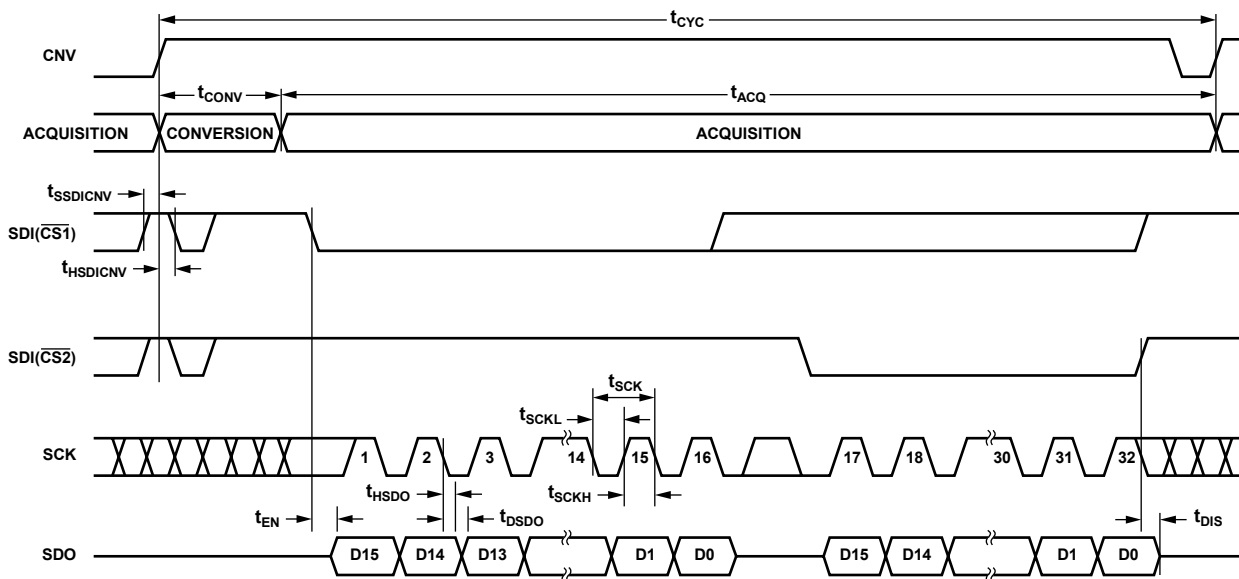 tCYC
CNV
tCONV
tACQ
ACQUISITION CONVERSION ACQUISITION
tSSDICNV
SDI(CS1)
tHSDICNV
SDI(CS2)
tSCK
tSCKL
SCK 1 2 3 14 15 16 17 18 30 31 32
tHSDO
tSCKH
tEN
tDSDO
tDIS
SDO D15 D14 D13 D1 D0 D15 D14 D1 D0